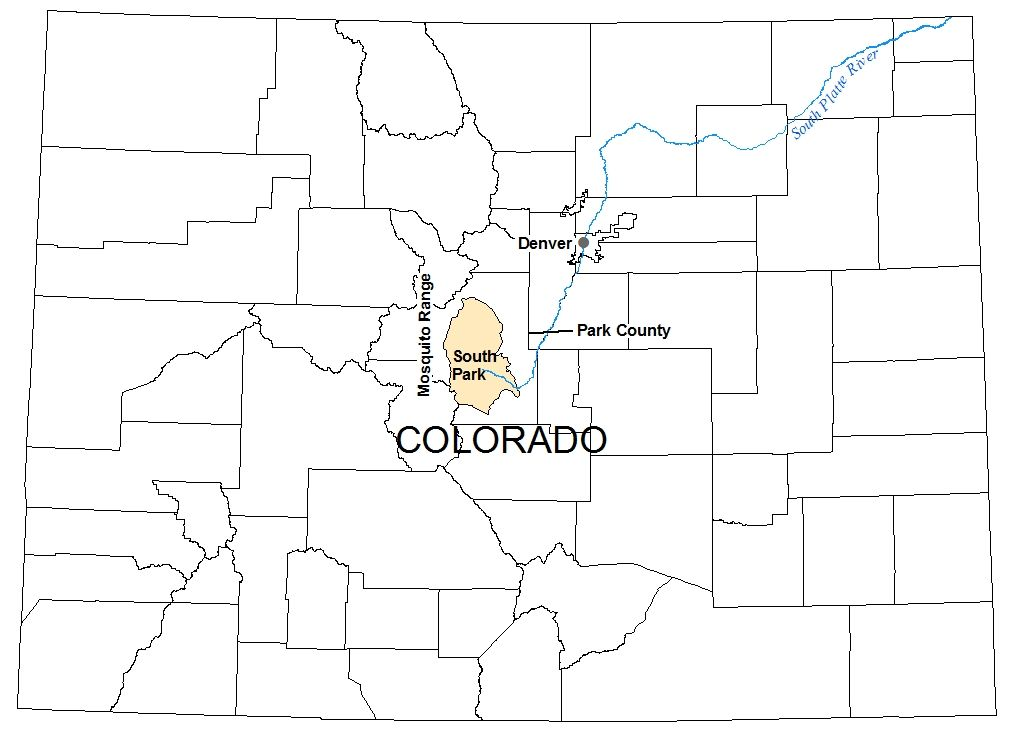 South Platte River
Denver
Mosquito Range
Park County
South
Park
COLORADO